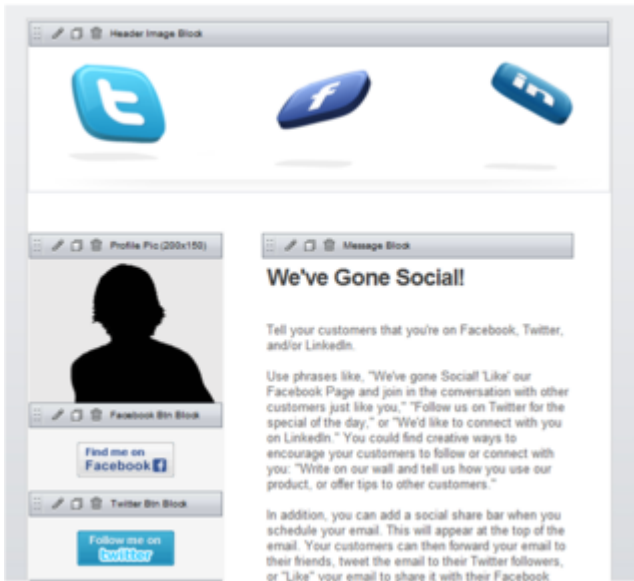 Header Image Block
t
f
in
Profile Pic (200x150)
Message Block
We've Gone Social!
Tell your customers that you're on Facebook, Twitter,
and/or LinkedIn.
Use phrases like, "We've gone Social! 'Like' our
Facebook Page and join in the conversation with other
customers just like you," "Follow us on Twitter for the
special of the day," or "We'd like to connect with you
on LinkedIn." You could find creative ways to
encourage your customers to follow or connect with
you: "Write on our wall and tell us how you use our
product, or offer tips to other customers."
In addition, you can add a social share bar when you
schedule your email. This will appear at the top of the
email. Your customers can then forward your email to
their friends, tweet the email to their Twitter followers,
or "Like" your email to share it with their Facebook
Facebook Btn Block
Find me on
Facebook f
Twitter Btn Block
Follow me on
twitter